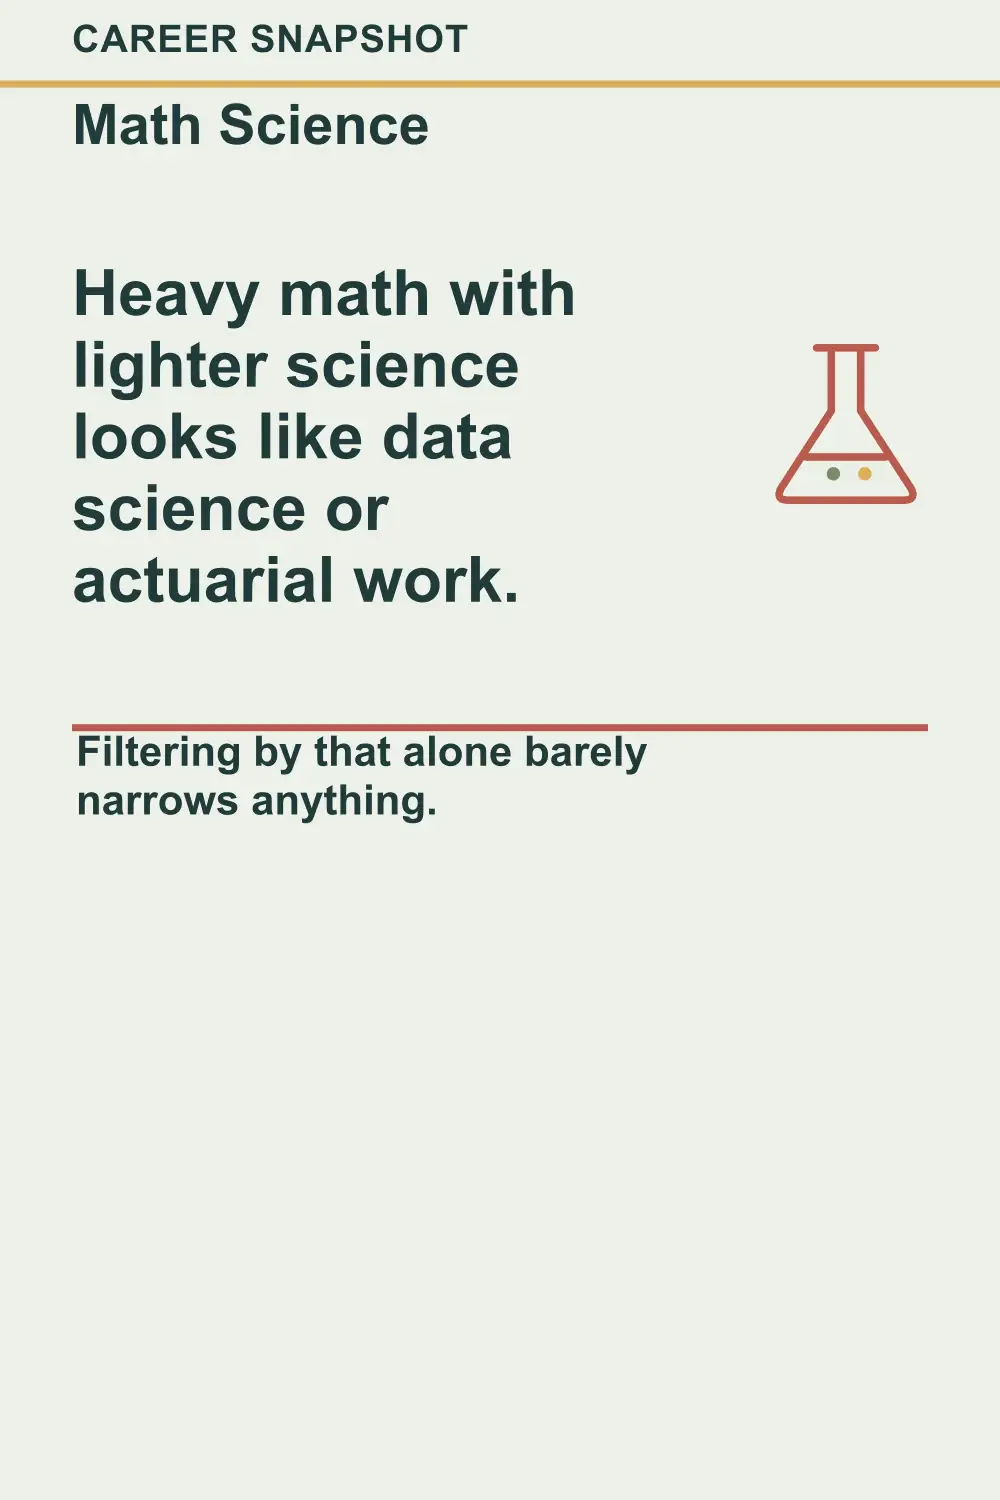 CAREER SNAPSHOT
Math Science
Heavy math with
lighter science
looks like data
science or
actuarial work.
Filtering by that alone barely
narrows anything.